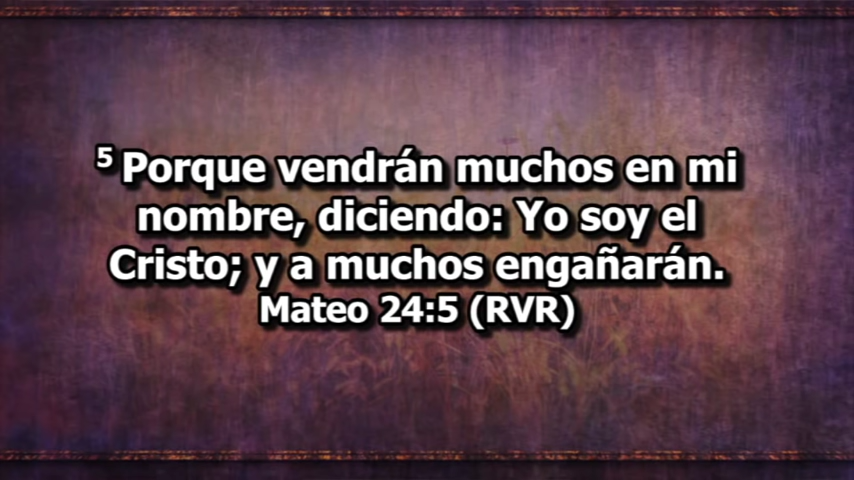 5 Porque vendrán muchos en mi
nombre, diciendo: Yo soy el
Cristo; y a muchos engañarán.
Mateo 24:5 (RVR)